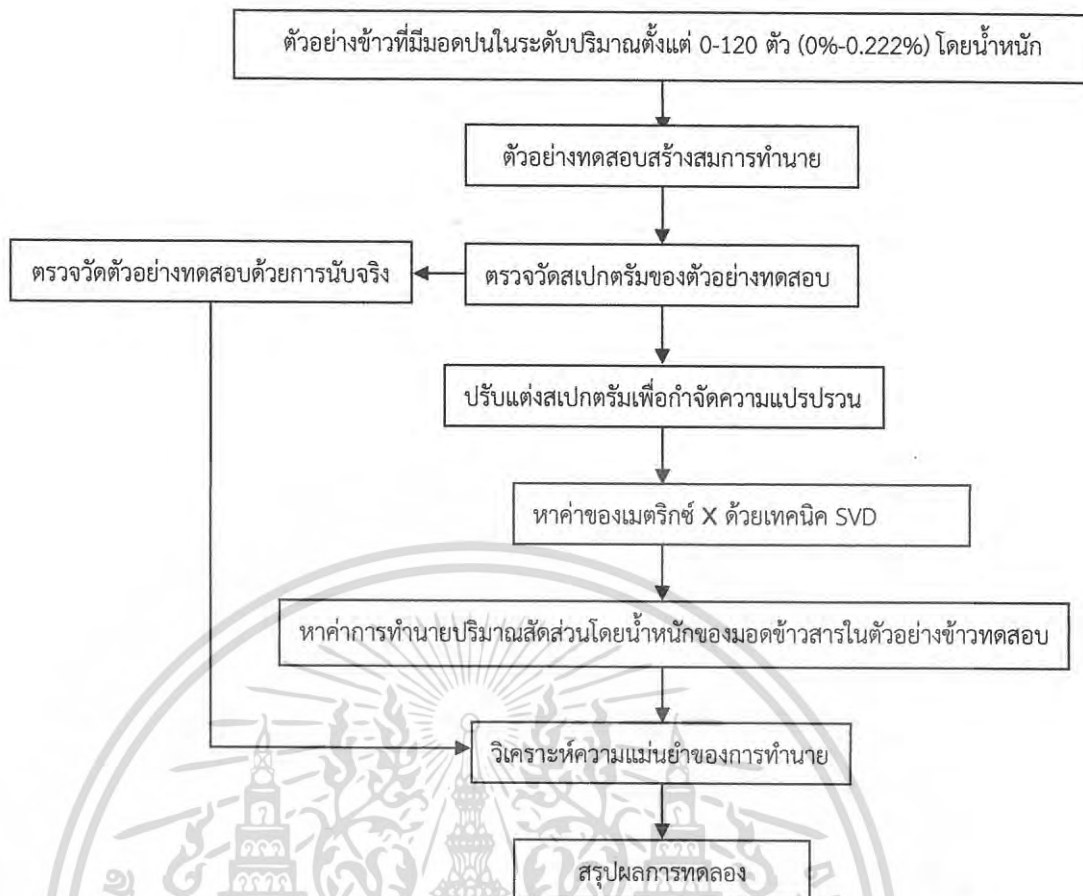 ตัวอย่างข้าวที่มีมอดปนในระดับปริมาณตั้งแต่ 0-120 ตัว (0%-0.222%) โดยน้ำหนัก
ตัวอย่างทดสอบสร้างสมการทำนาย
ตรวจวัดตัวอย่างทดสอบด้วยการนับจริง
ตรวจวัดสเปกตรัมของตัวอย่างทดสอบ
ปรับแต่งสเปกตรัมเพื่อกำจัดความแปรปรวน
หาค่าของเมตริกซ์ X ด้วยเทคนิค SVD
หาค่าการทำนายปริมาณสัดส่วนโดยน้ำหนักของมอดข้าวสารในตัวอย่างข้าวทดสอบ
วิเคราะห์ความแม่นยำของการทำนาย
สรุปผลการทดลอง